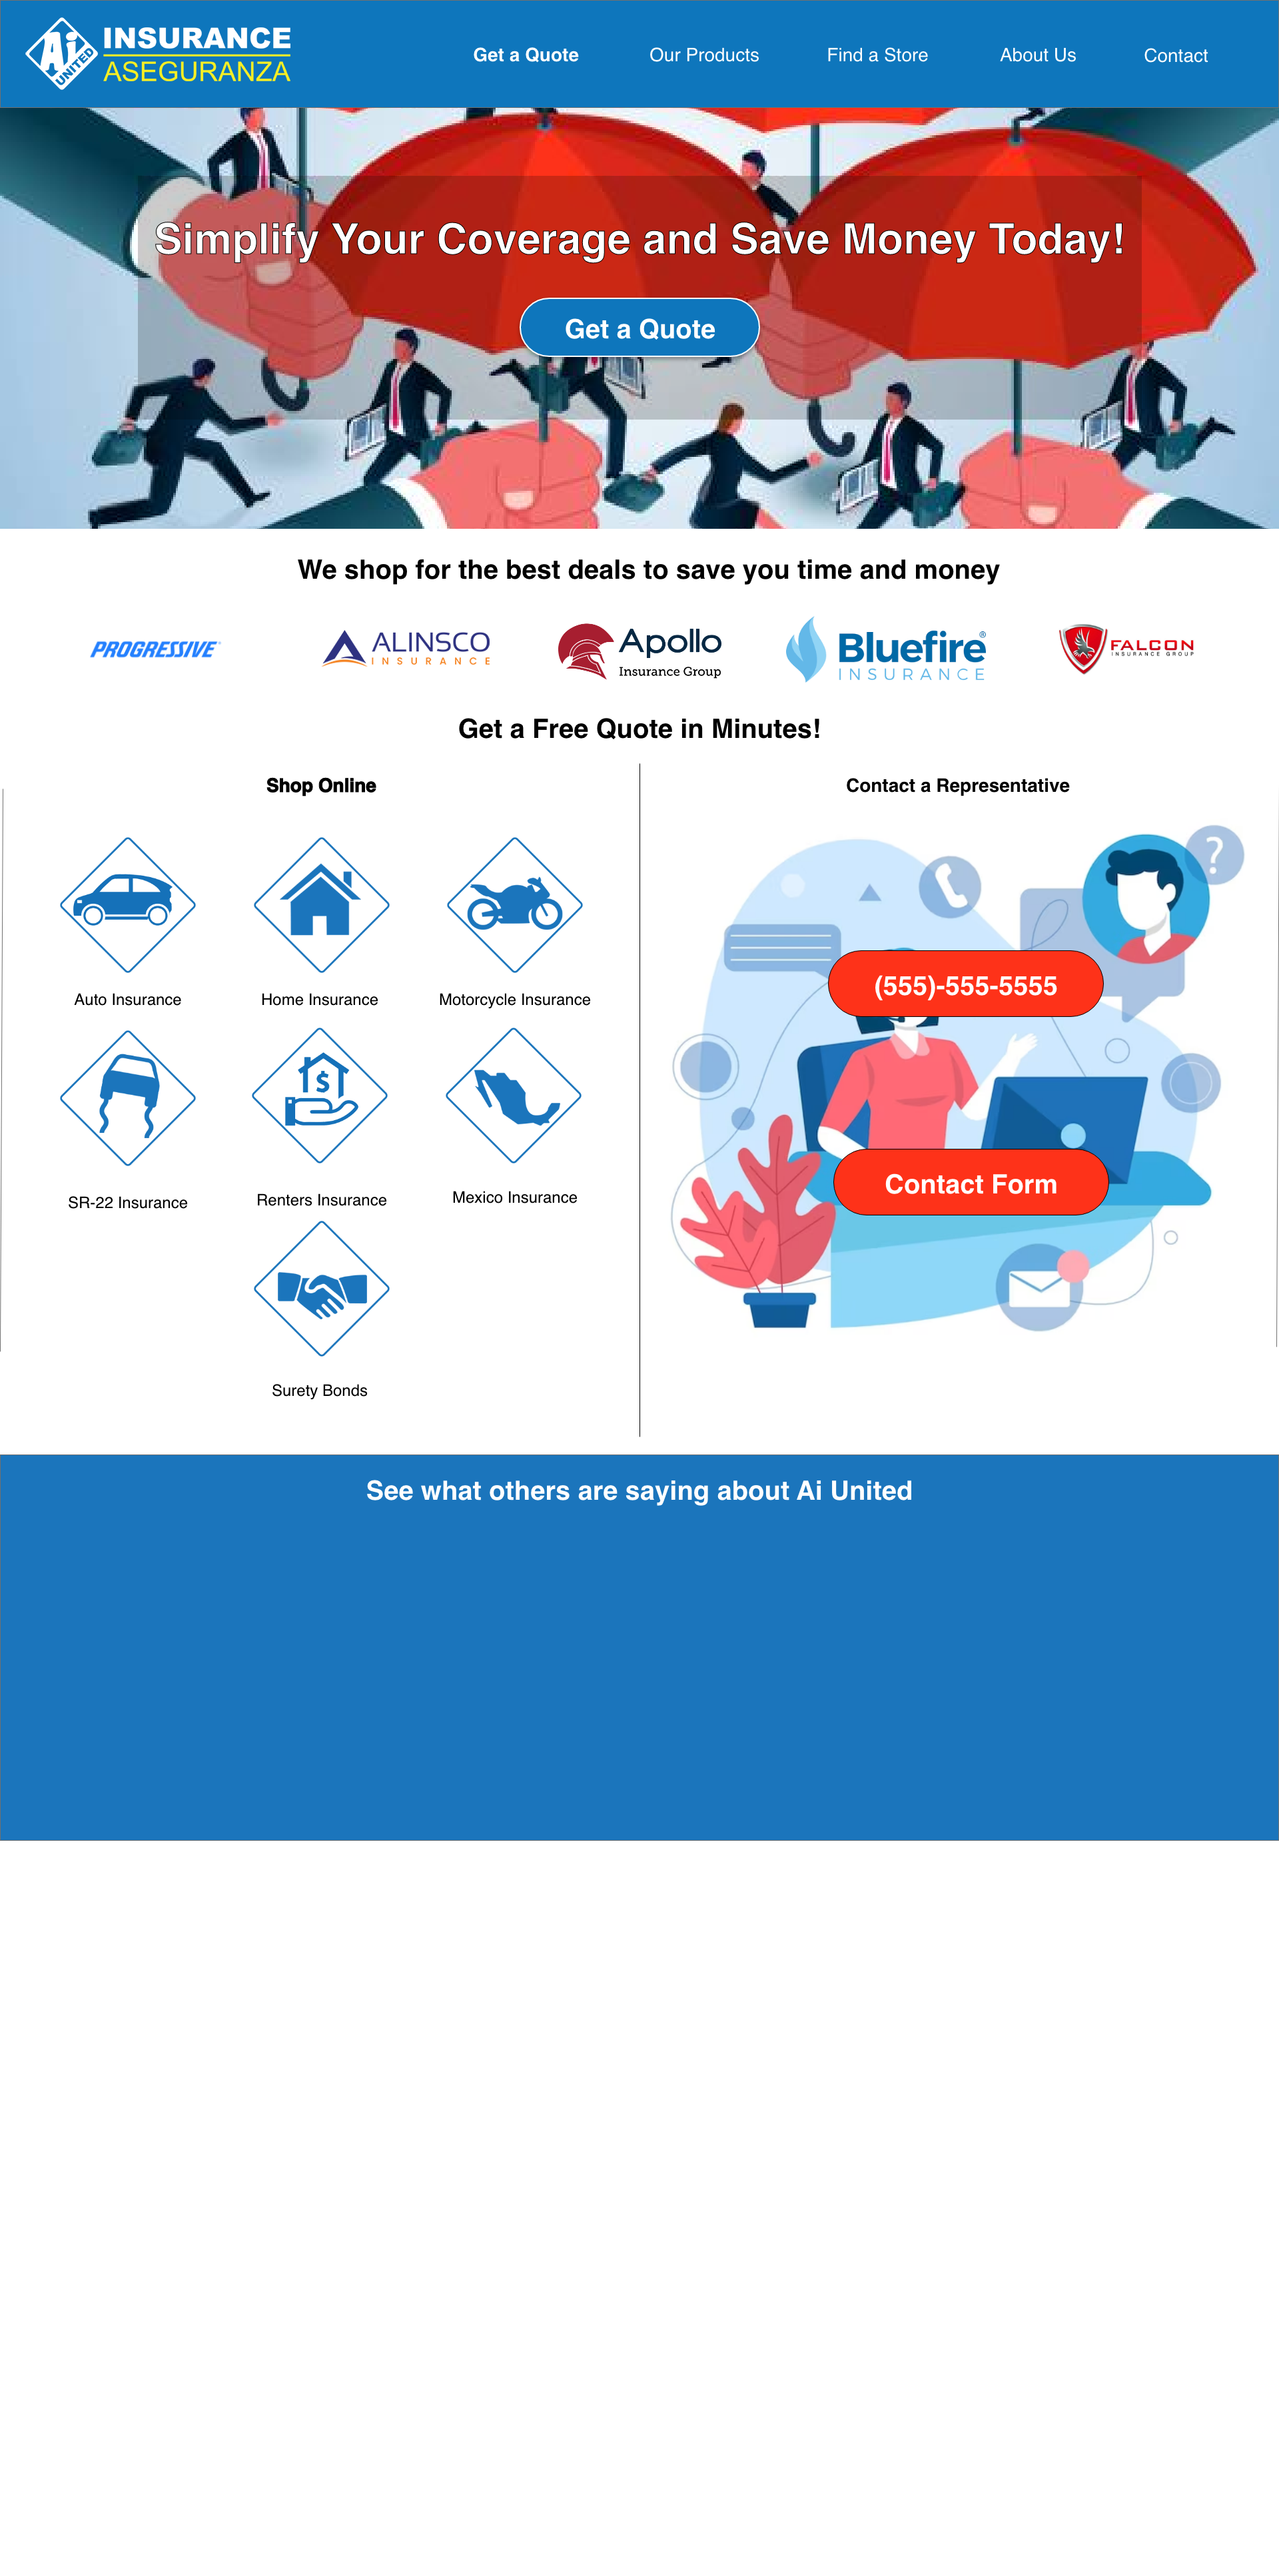 Ai
UNITED
INSURANCE
ASEGURANZA
Get a Quote
Our Products
Find a Store
About Us
Contact
Simplify Your Coverage and Save Money Today!
Get a Quote
We shop for the best deals to save you time and money
PROGRESSIVE
ALINSCO
INSURANCE
Apollo
Insurance Group
Bluefire®
INSURANCE
FALCON
INSURANCE GROUP
Get a Free Quote in Minutes!
Shop Online
Auto Insurance
Home Insurance
Motorcycle Insurance
$
SR-22 Insurance
Renters Insurance
Mexico Insurance
Surety Bonds
Contact a Representative
?
(555)-555-5555
Contact Form
See what others are saying about Ai United